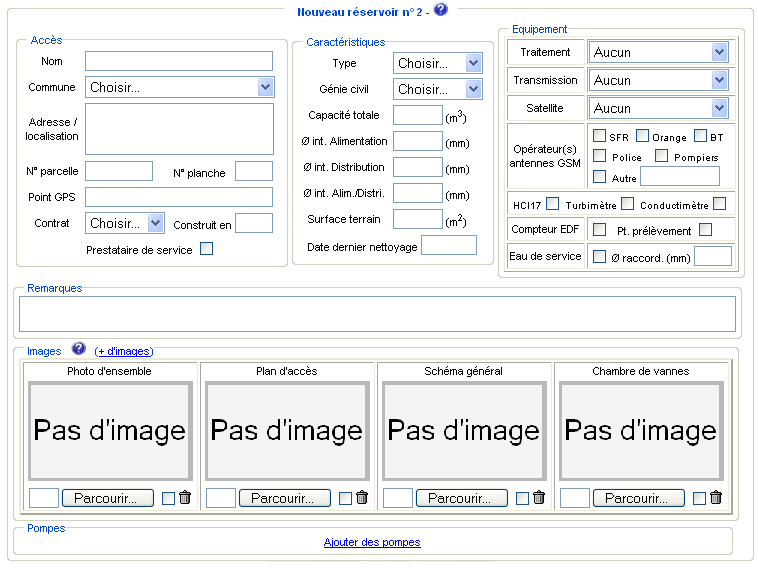 Nouveau réservoir n° 2 -
Accès
Nom
Commune Choisir...
Adresse /
localisation
N° parcelle N° planche
Point GPS
Contrat Choisir... Construit en
Prestataire de service
Caractéristiques
Type Choisir...
Génie civil Choisir...
Capacité totale (m³)
Ø int. Alimentation (mm)
Ø int. Distribution (mm)
Ø int. Alim./Distri. (mm)
Surface terrain (m²)
Date dernier nettoyage
Equipement
Traitement Aucun
Transmission Aucun
Satellite Aucun
Opérateur(s)
antennes GSM
SFR Orange BT
Police Pompiers
Autre
HCl17 Turbimètre Conductimètre
Compteur EDF Pt. prélèvement
Eau de service Ø raccord. (mm)
Remarques
Images (+ d'images)
Photo d'ensemble Plan d'accès Schéma général Chambre de vannes
Pas d'image Pas d'image Pas d'image Pas d'image
Parcourir... Parcourir... Parcourir... Parcourir...
Pompes
Ajouter des pompes